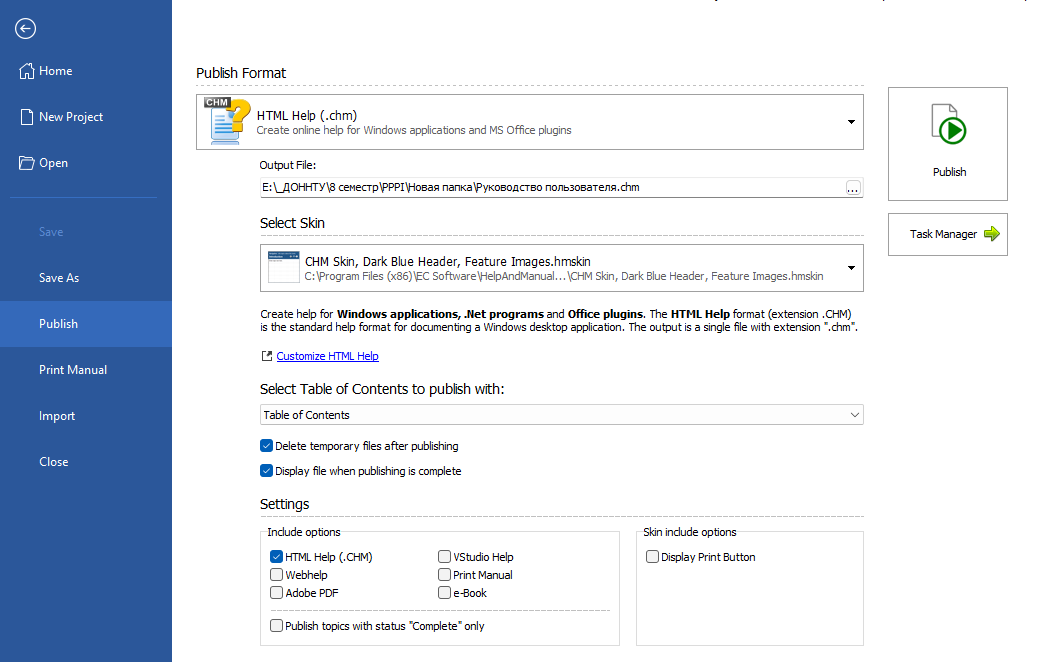 Home
New Project
Open
Save
Save As
Publish
Print Manual
Import
Close
Publish Format
CHM
HTML Help (.chm)
Create online help for Windows applications and MS Office plugins
Output File:
E:\_ДОННТУ\8 семестр\PPPI\Новая папка\Руководство пользователя.chm
...
Select Skin
CHM Skin, Dark Blue Header, Feature Images.hmskin
C:\Program Files (x86)\EC Software\HelpAndManual...\CHM Skin, Dark Blue Header, Feature Images.hmskin
Create help for Windows applications, .Net programs and Office plugins. The HTML Help format (extension .CHM)
is the standard help format for documenting a Windows desktop application. The output is a single file with extension ".chm".
Customize HTML Help
Select Table of Contents to publish with:
Table of Contents
Delete temporary files after publishing
Display file when publishing is complete
Settings
Include options
HTML Help (.CHM)
Webhelp
Adobe PDF
VStudio Help
Print Manual
e-Book
Publish topics with status "Complete" only
Skin include options
Display Print Button
Publish
Task Manager